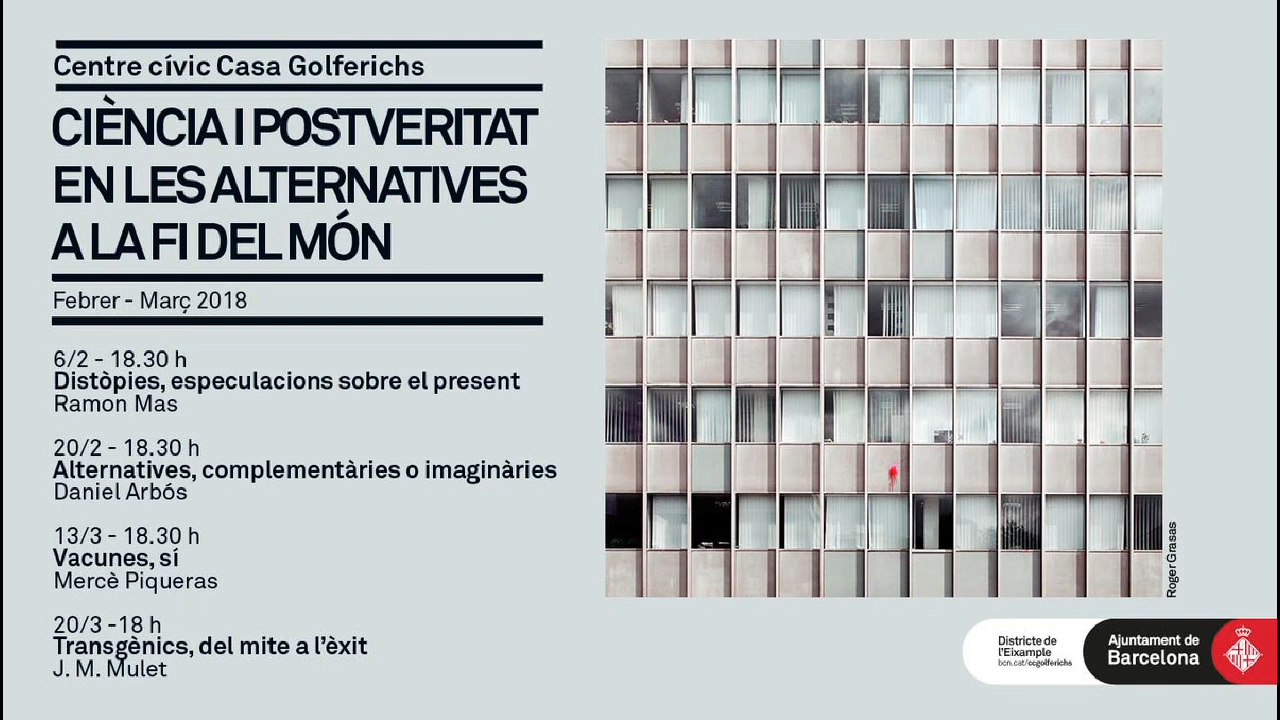 Centre cívic Casa Golferichs
CIÈNCIA I POSTVERITAT
EN LES ALTERNATIVES
A LA FI DEL MÓN
Febrer - Març 2018
6/2 - 18.30 h
Distòpies, especulacions sobre el present
Ramon Mas
20/2 - 18.30 h
Alternatives, complementàries o imaginàries
Daniel Arbós
13/3 - 18.30 h
Vacunes, sí
Mercè Piqueras
20/3 -18 h
Transgènics, del mite a l'èxit
J. M. Mulet
Roger Grasas
Districte de
l'Eixample
bcn.cat/ccgolferichs
Ajuntament de
Barcelona